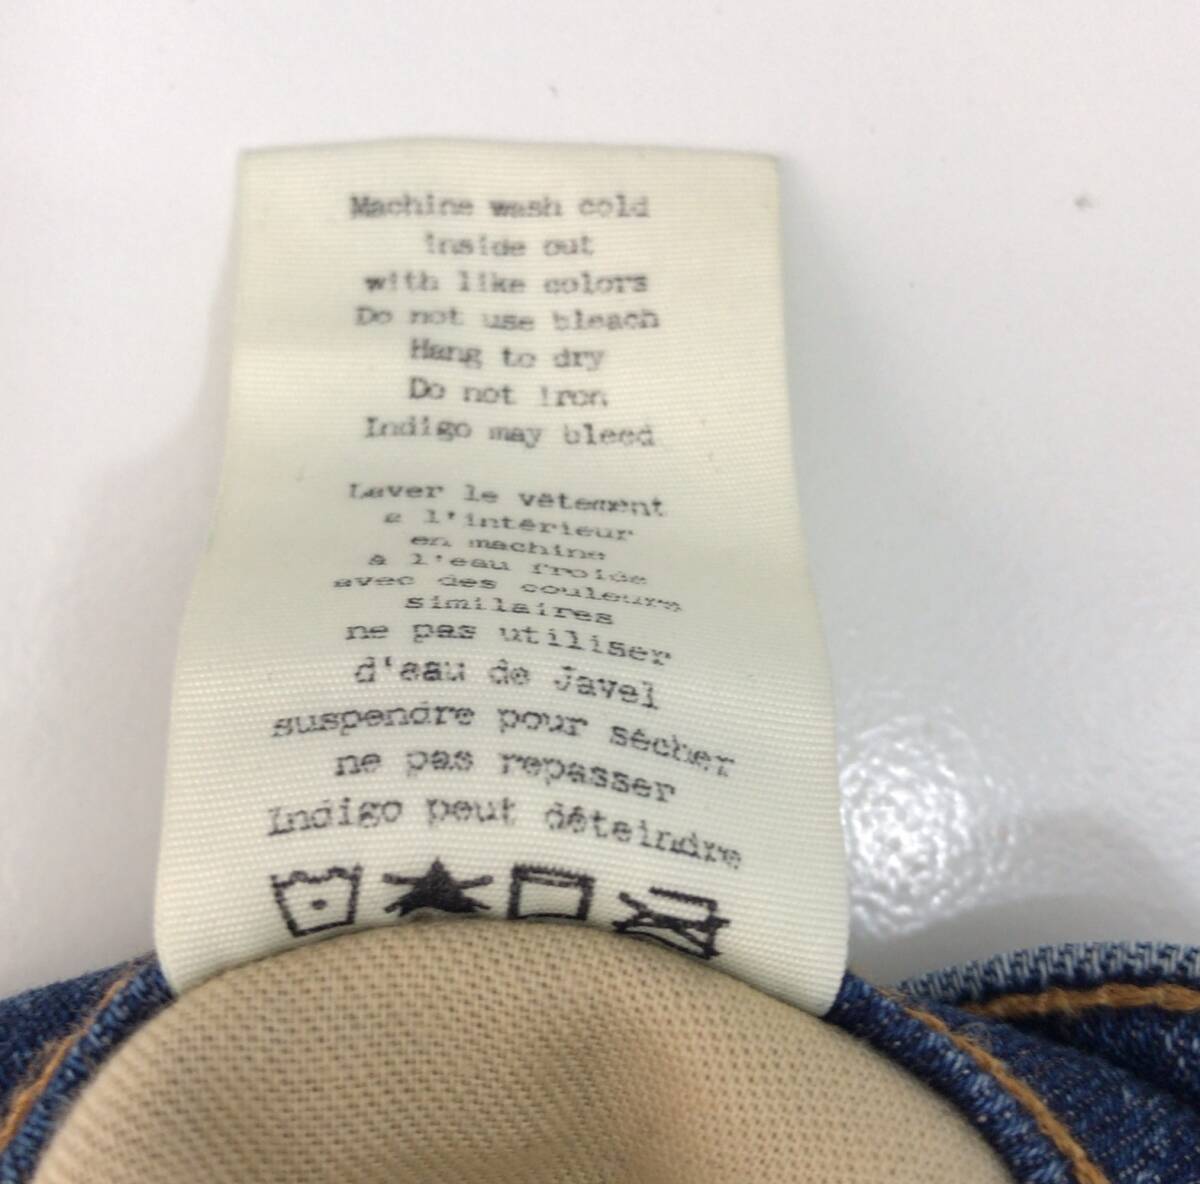 Machine wash cold
inside out
with like colors
Do not use bleach
Hang to dry
Do not iron
Indigo may bleed
Laver le vêtement
a l'intérieur
en machine
à l'eau froide
avec des couleurs
similaires
ne pas utiliser
d'eau de Javel
suspendre pour sécher
ne pas repasser
Indigo peut déteindre